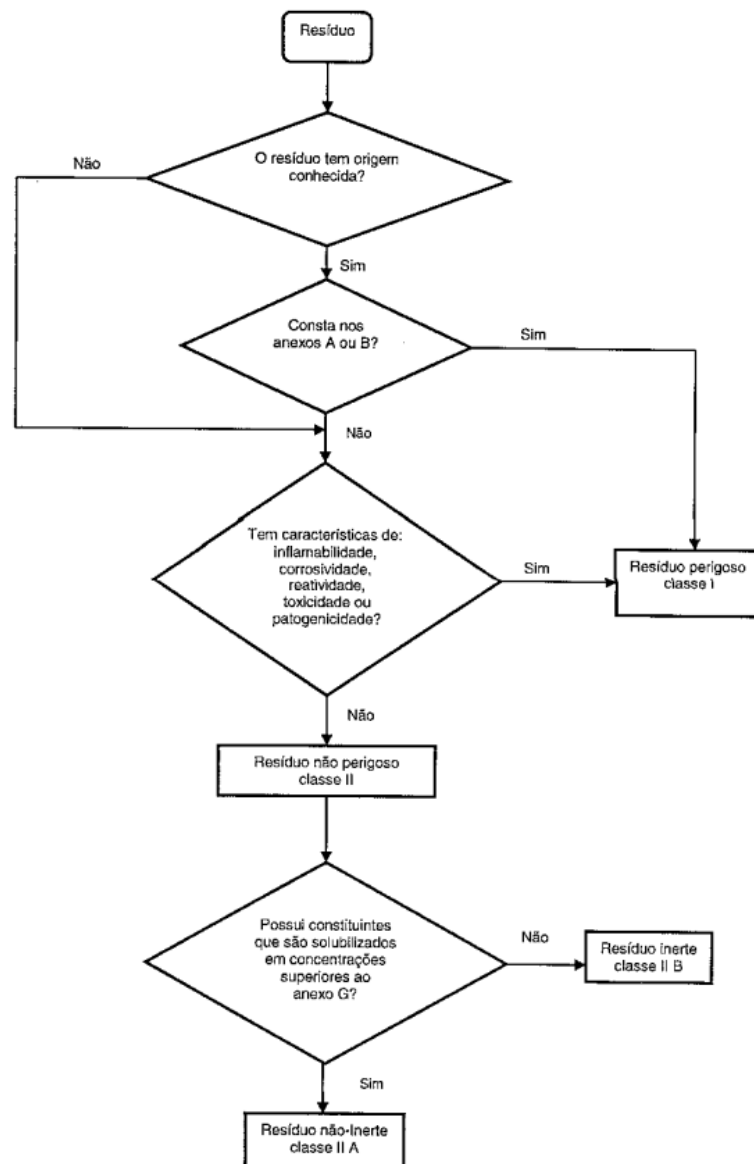 Resíduo
Não
O resíduo tem origem
conhecida?
Sim
Consta nos
anexos A ou B?
Sim
Não
Tem características de:
inflamabilidade,
corrosividade,
reatividade,
toxicidade ou
patogenicidade?
Sim
Resíduo perigoso
classe I
Não
Resíduo não perigoso
classe II
Possui constituintes
que são solubilizados
em concentrações
superiores ao
anexo G?
Não
Resíduo inerte
classe II B
Sim
Resíduo não-inerte
classe II A